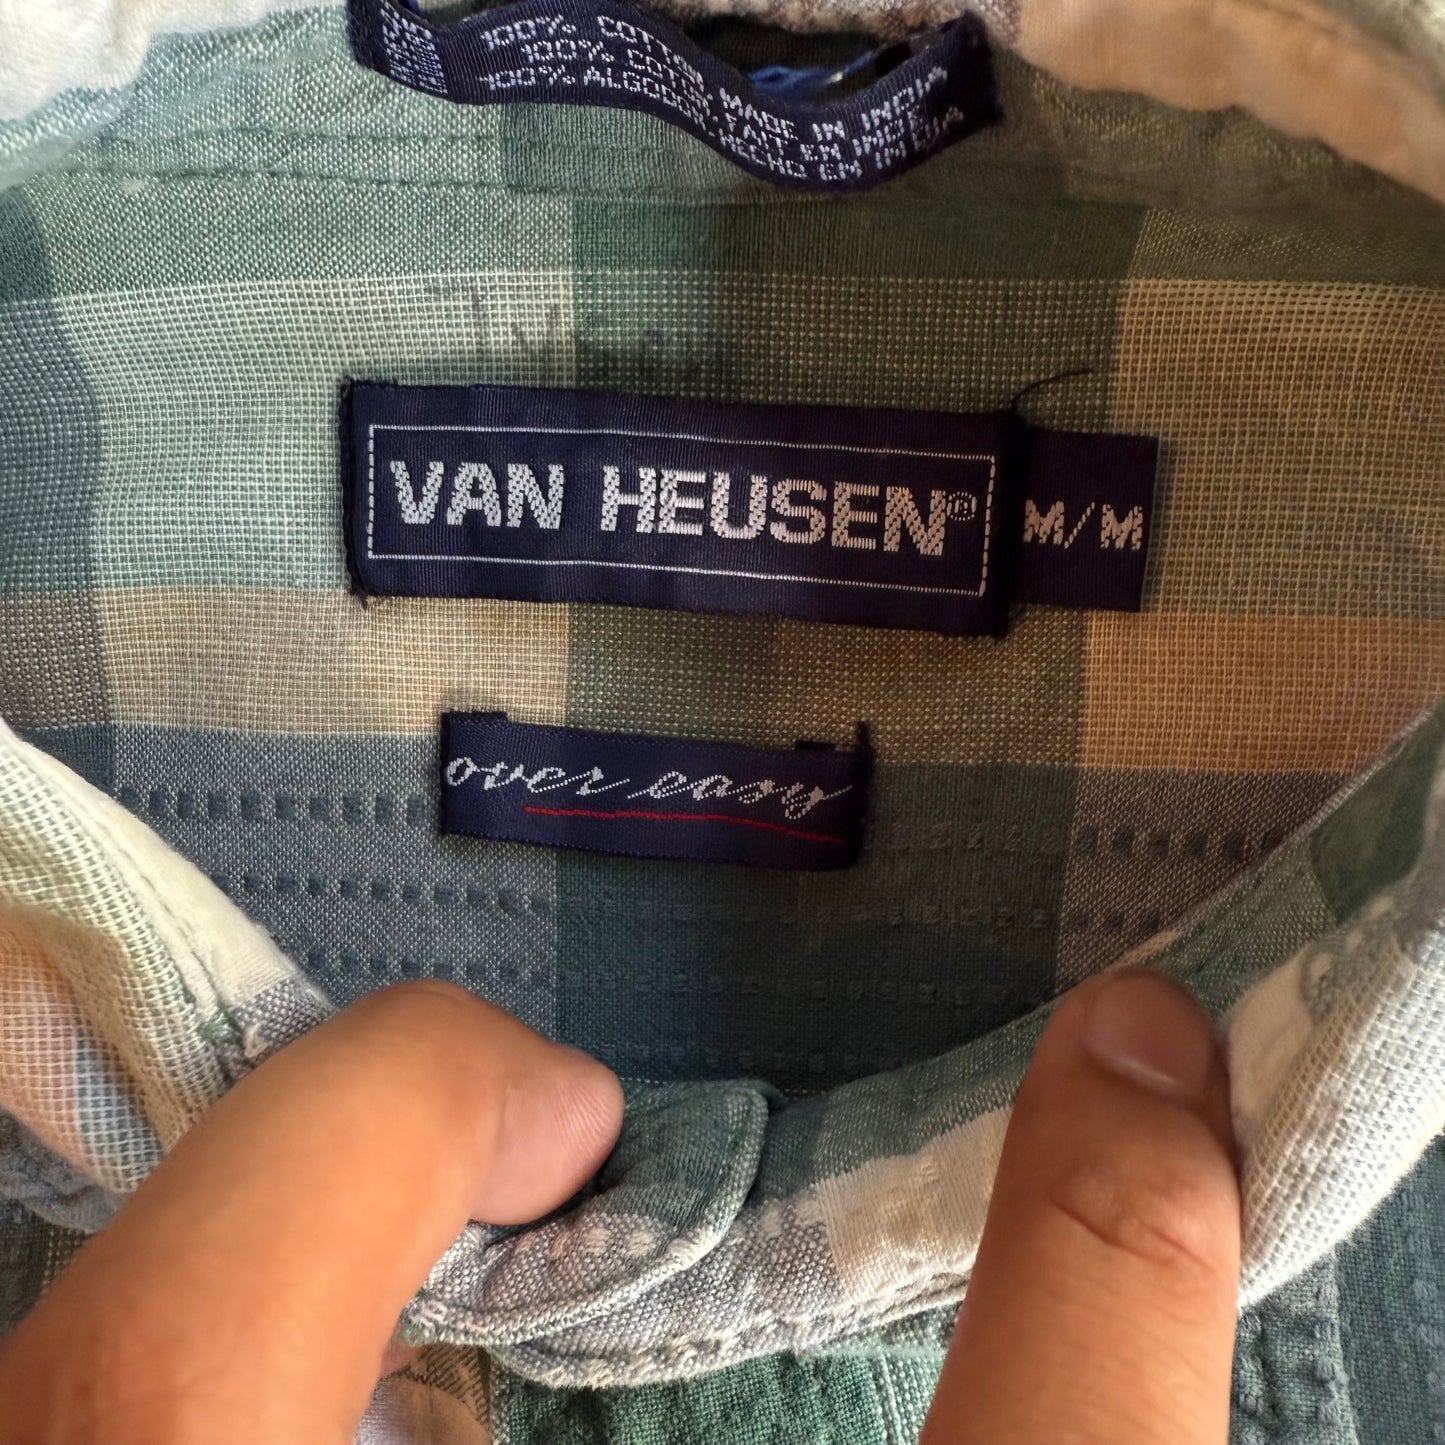 100% COTTON MADE IN INDIA
100% COTON FAIT EN INDE
100% ALGODON HECHO EN INDIA
VAN HEUSEN®
M/M
over easy